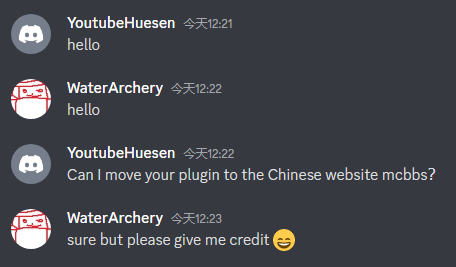 YoutubeHuesen 今天12:21
hello
WaterArchery 今天12:22
hello
YoutubeHuesen 今天12:22
Can I move your plugin to the Chinese website mcbbs?
WaterArchery 今天12:23
sure but please give me credit 😄